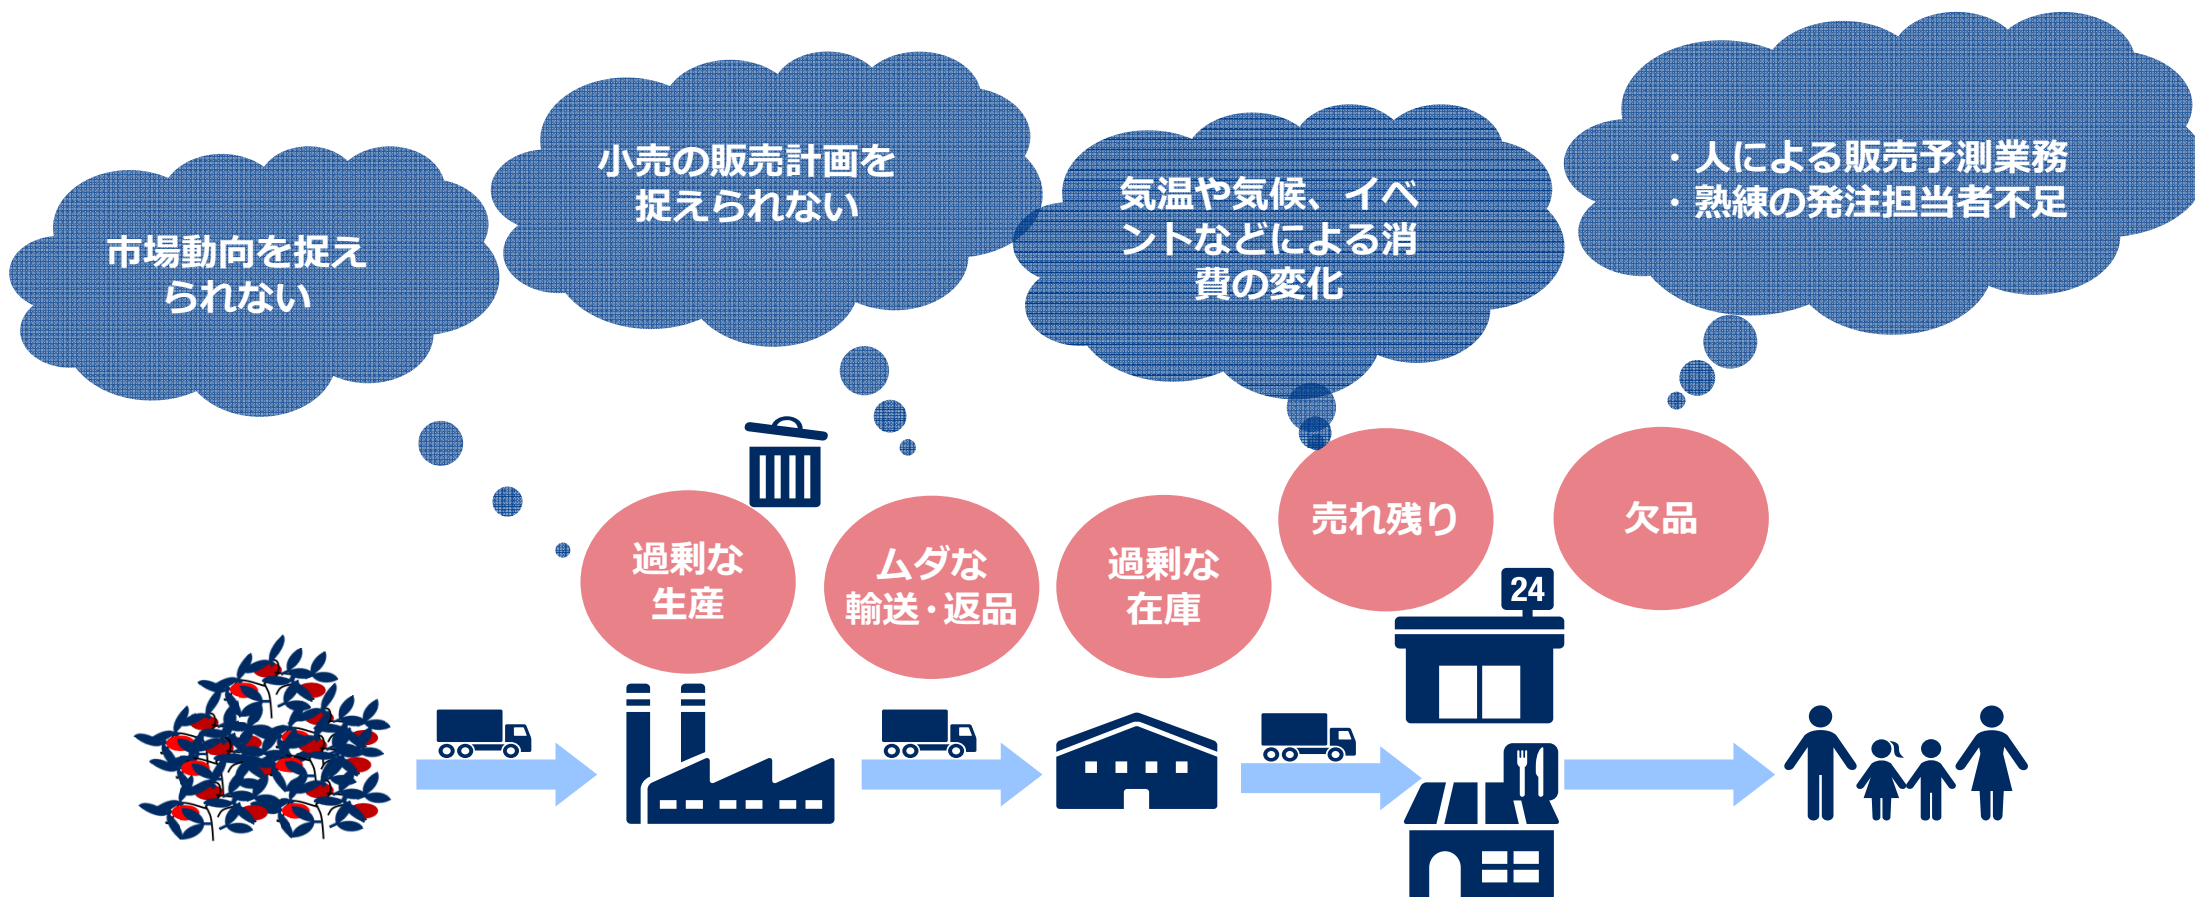 市場動向を捉え
られない
小売の販売計画を
捉えられない
気温や気候、イベ
ントなどによる消
費の変化
・人による販売予測業務
・熟練の発注担当者不足
過剰な
生産
ムダな
輸送・返品
過剰な
在庫
売れ残り
欠品
24